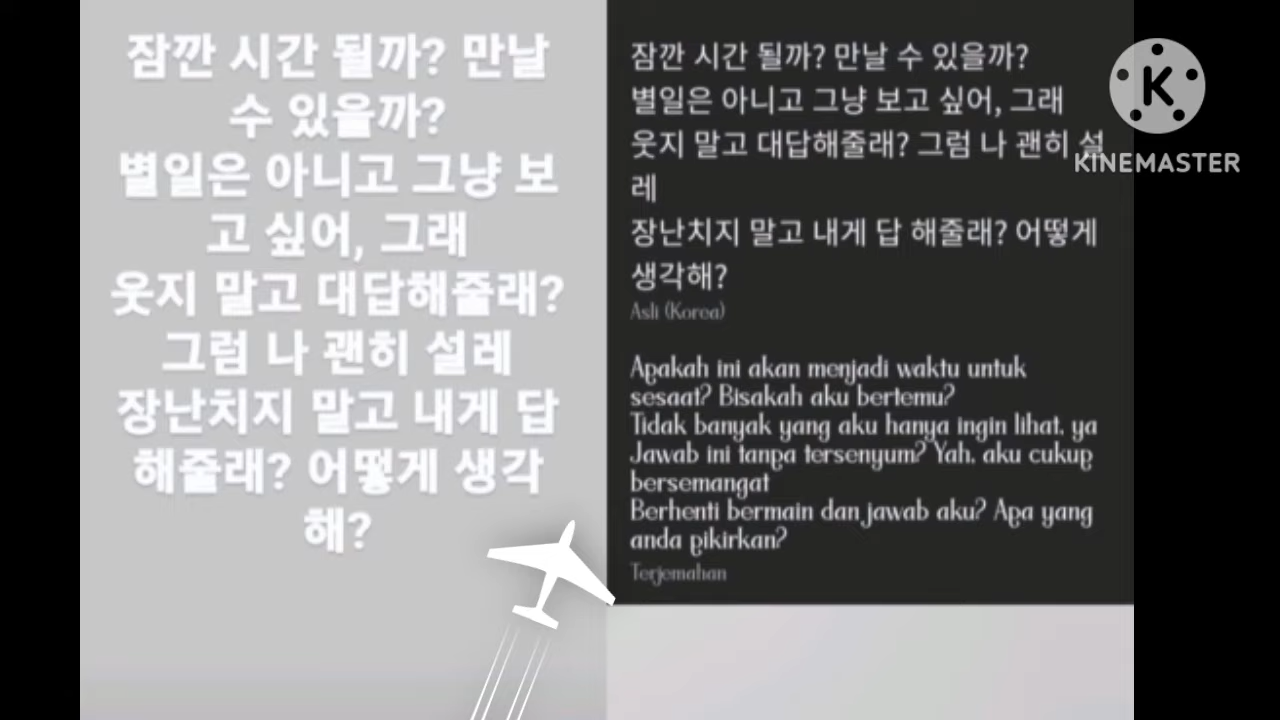 잠깐 시간 될까? 만날
수 있을까?
별일은 아니고 그냥 보
고 싶어, 그래
웃지 말고 대답해줄래?
그럼 나 괜히 설레
장난치지 말고 내게 답
해줄래? 어떻게 생각
해?
잠깐 시간 될까? 만날 수 있을까?
별일은 아니고 그냥 보고 싶어, 그래
웃지 말고 대답해줄래? 그럼 나 괜히 설
레
장난치지 말고 내게 답 해줄래? 어떻게
생각해?
Asli (Korea)
Apakah ini akan menjadi waktu untuk
sesaat? Bisakah aku bertemu?
Tidak banyak yang aku hanya ingin lihat, ya
Jawab ini tanpa tersenyum? Yah, aku cukup
bersemangat
Berhenti bermain dan jawab aku? Apa yang
anda pikirkan?
Terjemahan
K
KINEMASTER